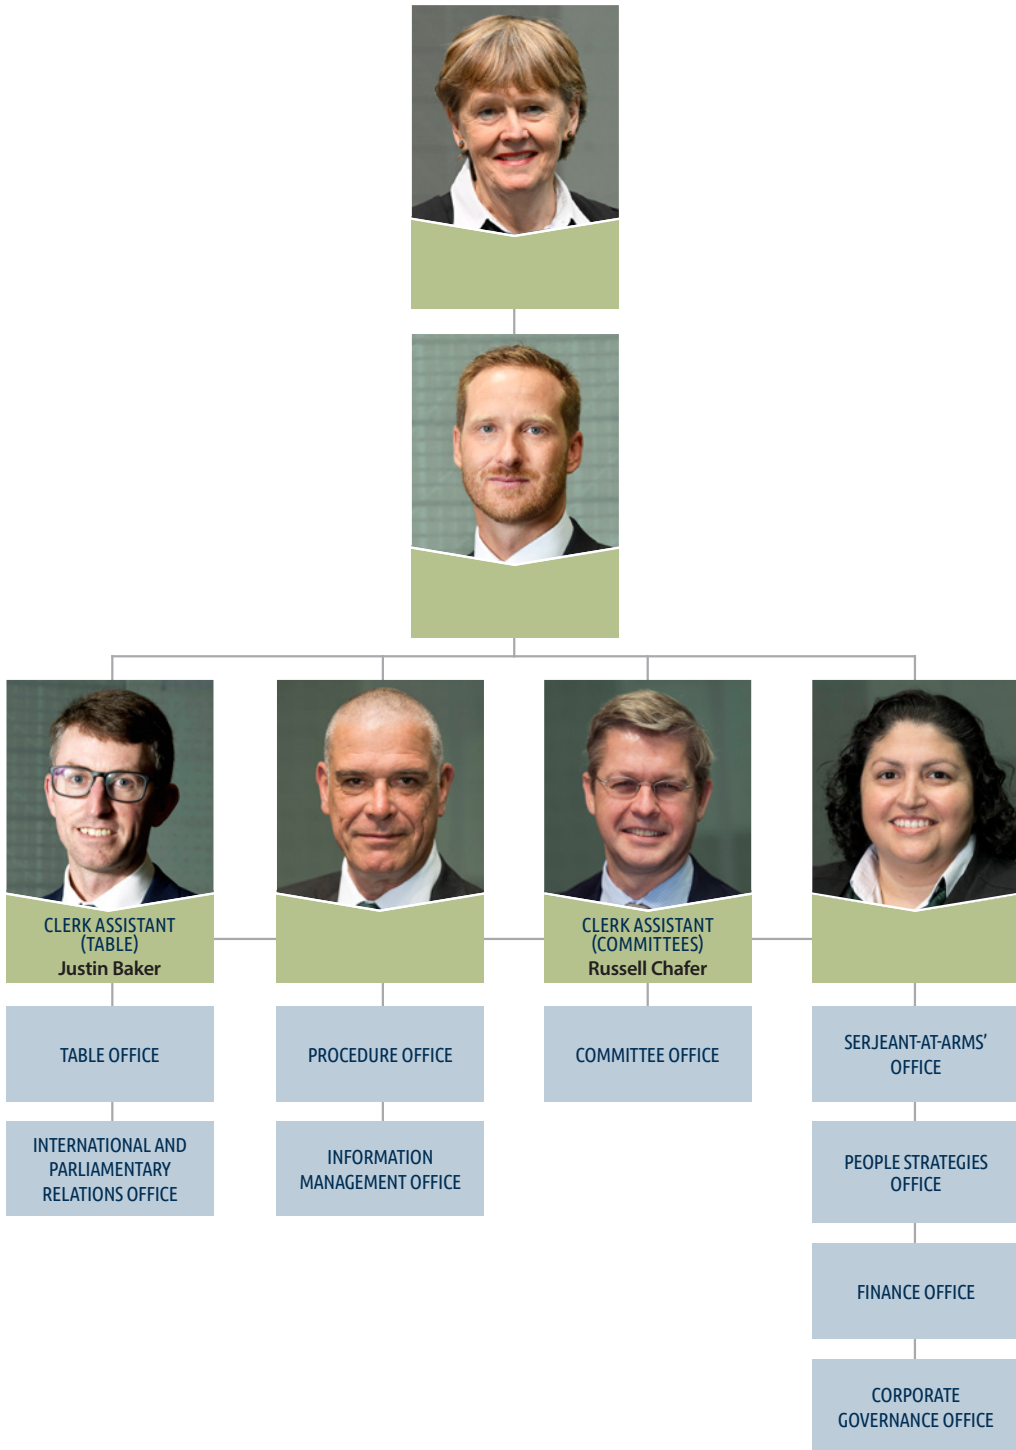 CLERK ASSISTANT
(TABLE)
Justin Baker
CLERK ASSISTANT
(COMMITTEES)
Russell Chafer
TABLE OFFICE
PROCEDURE OFFICE
COMMITTEE OFFICE
SERJEANT-AT-ARMS’
OFFICE
INTERNATIONAL AND
PARLIAMENTARY
RELATIONS OFFICE
INFORMATION
MANAGEMENT OFFICE
PEOPLE STRATEGIES
OFFICE
FINANCE OFFICE
CORPORATE
GOVERNANCE OFFICE